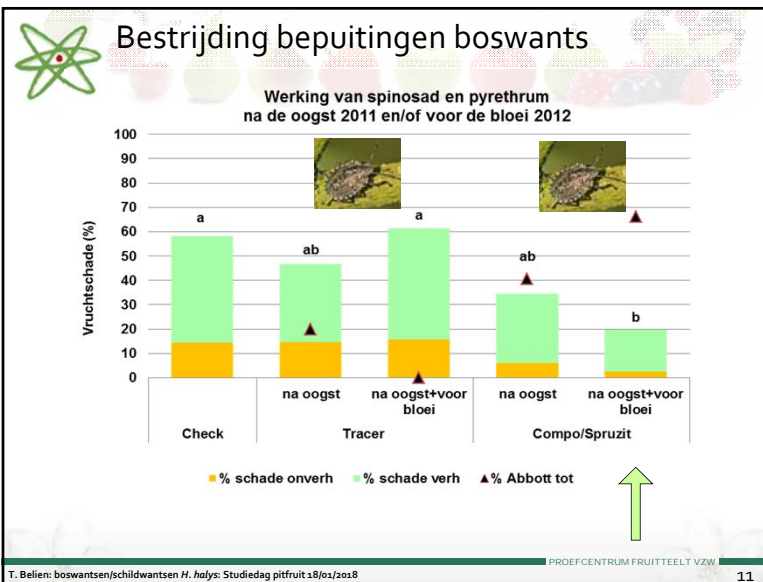 Bestrijding bepuitingen boswants
Werking van spinosad en pyrethrum
na de oogst 2011 en/of voor de bloei 2012
Vruchtschade (%)
100
90
80
70
60
50
40
30
20
10
0
a
ab
a
ab
b
na oogst
na oogst+voor
bloei
na oogst
na oogst+voor
bloei
Check
Tracer
Compo/Spruzit
% schade onverh
% schade verh
% Abbott tot
PROEFCENTRUM FRUITTEELT VZW
T. Belien: boswantsen/schildwantsen H. halys: Studiedag pitfruit 18/01/2018
11